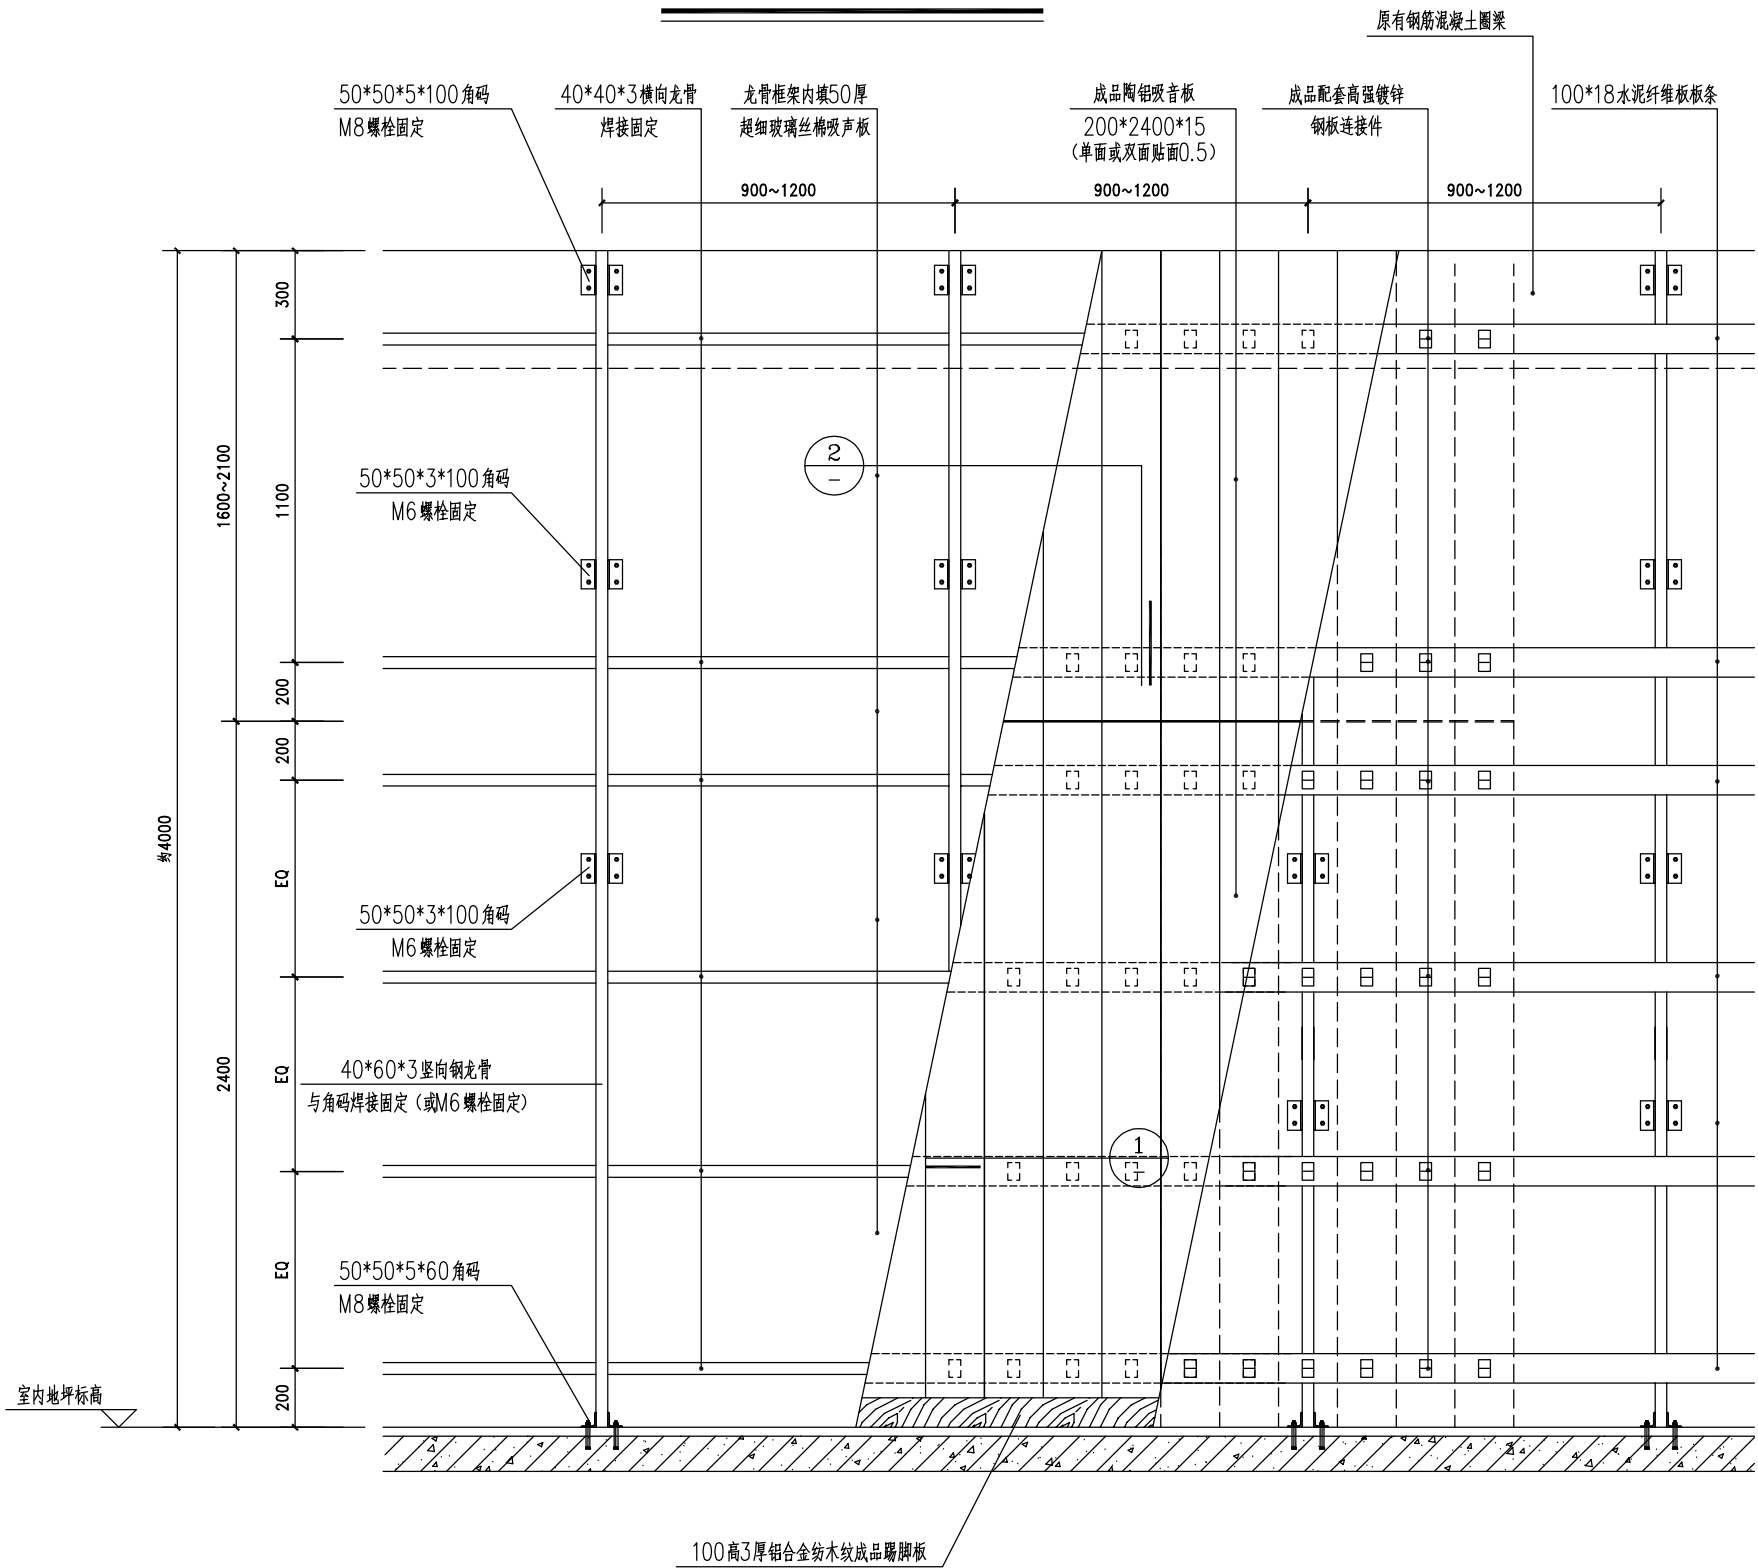 原有钢筋混凝土圈梁
50*50*5*100角码
M8螺栓固定
40*40*3横向龙骨
焊接固定
龙骨框架内填50厚
超细玻璃丝棉吸声板
成品陶铝吸音板
200*2400*15
(单面或双面贴面0.5)
成品配套高强镀锌
钢板连接件
100*18水泥纤维板板条
900~1200
900~1200
900~1200
300
1100
1600~2100
2
-
50*50*3*100角码
M6螺栓固定
200
200
约4000
EQ
50*50*3*100角码
M6螺栓固定
2400
EQ
40*60*3竖向钢龙骨
与角码焊接固定(或M6螺栓固定)
1
-
EQ
50*50*5*60角码
M8螺栓固定
200
室内地坪标高
100高3厚铝合金纺木纹成品踢脚板